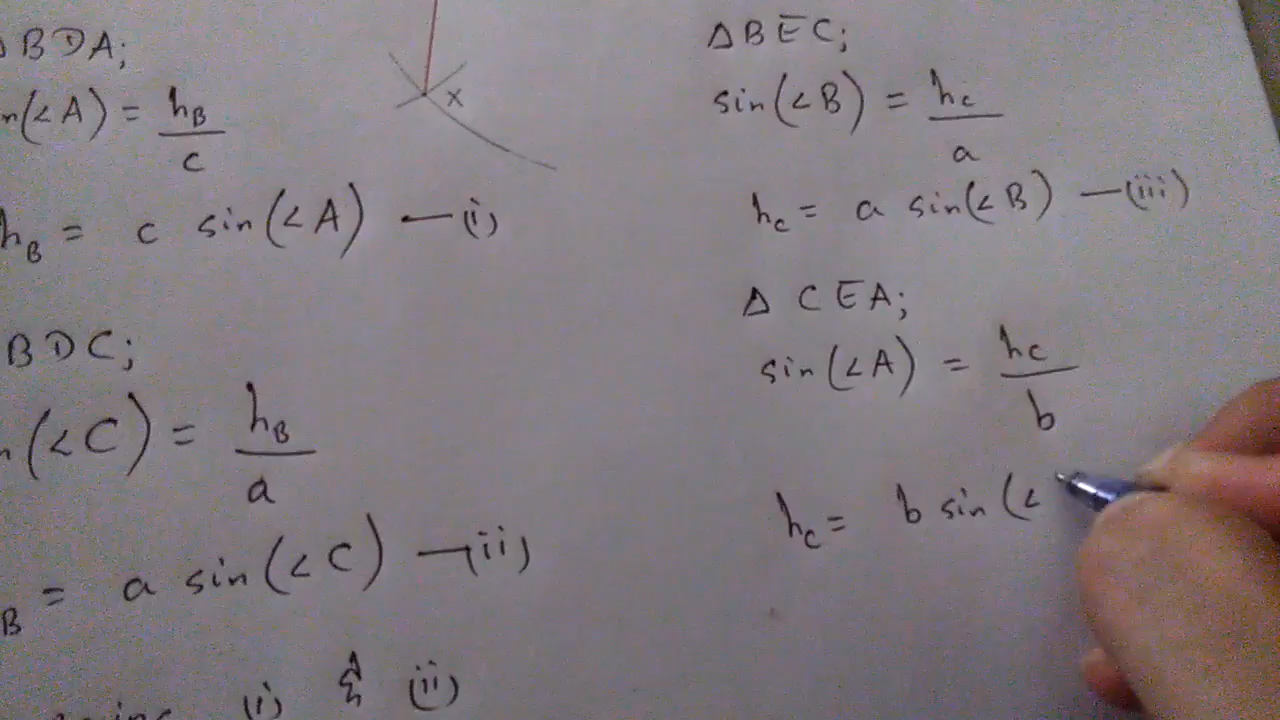 BDA;
(∠A) = h_B / c
h_B = c sin(∠A) — (i)
BDC;
(∠C) = h_B / a
B = a sin(∠C) — (ii)
(i) & (ii)
x
Δ BEC;
sin(∠B) = h_c / a
h_c = a sin(∠B) — (iii)
Δ CEA;
sin(∠A) = h_c / b
h_c = b sin(∠